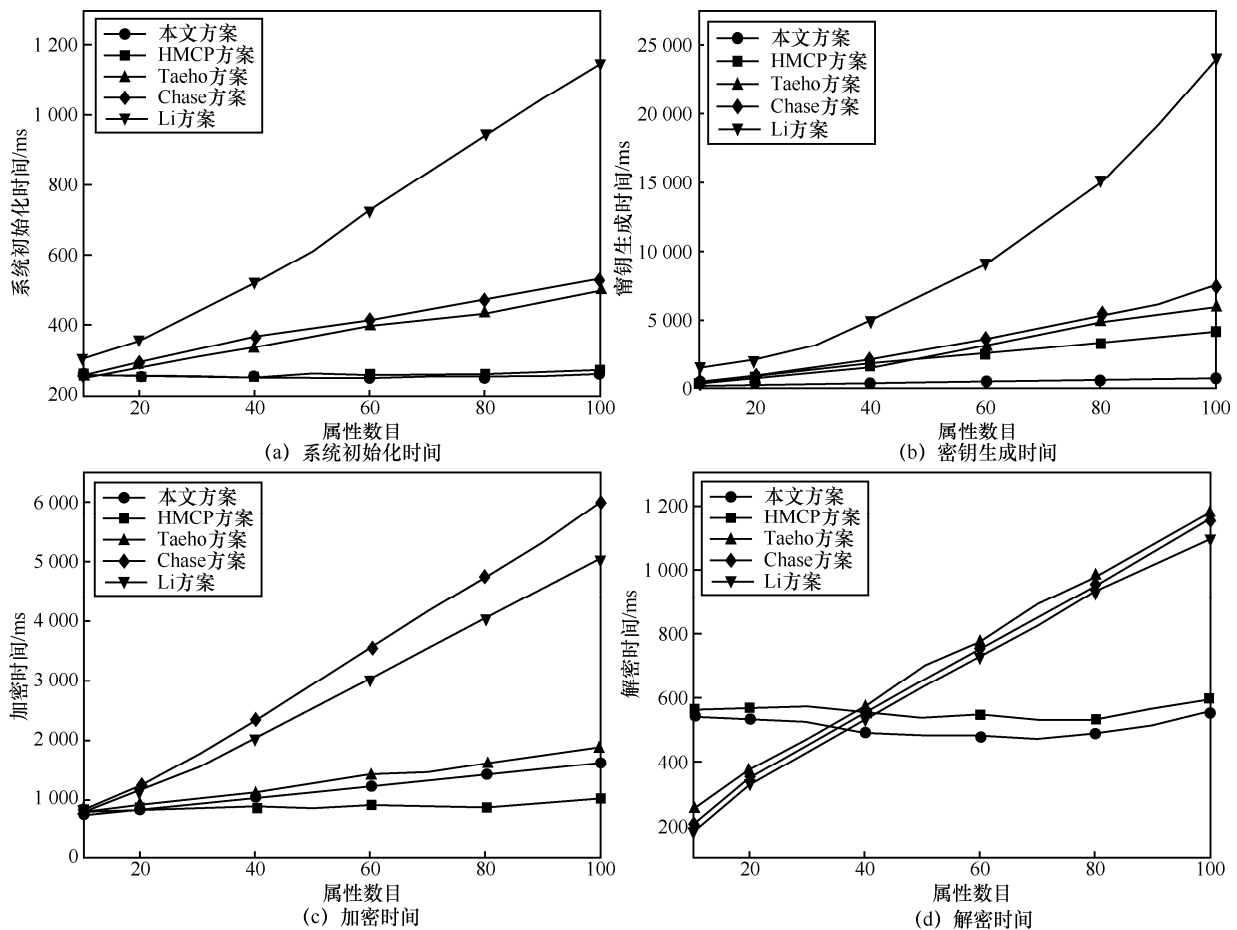 1 200
1 000
800
600
400
200
系统初始化时间/ms
本文方案
HMCP方案
Taeho方案
Chase方案
Li方案
20 40 60 80 100
属性数目
(a) 系统初始化时间
25 000
20 000
15 000
10 000
5 000
0
密钥生成时间/ms
本文方案
HMCP方案
Taeho方案
Chase方案
Li方案
20 40 60 80 100
属性数目
(b) 密钥生成时间
6 000
5 000
4 000
3 000
2 000
1 000
0
加密时间/ms
本文方案
HMCP方案
Taeho方案
Chase方案
Li方案
20 40 60 80 100
属性数目
(c) 加密时间
1 200
1 000
800
600
400
200
解密时间/ms
本文方案
HMCP方案
Taeho方案
Chase方案
Li方案
20 40 60 80 100
属性数目
(d) 解密时间